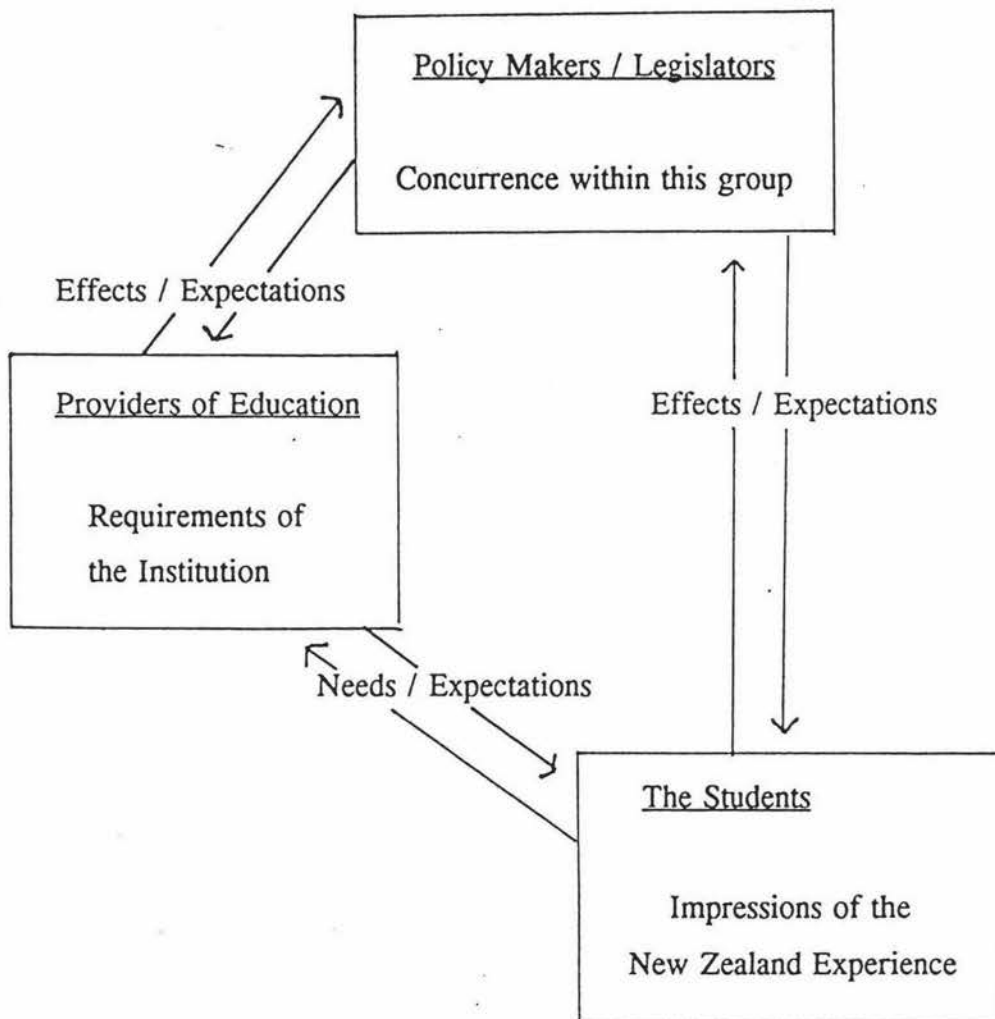 Policy Makers / Legislators
Concurrence within this group
Effects / Expectations
Providers of Education
Requirements of
the Institution
Effects / Expectations
Needs / Expectations
The Students
Impressions of the
New Zealand Experience